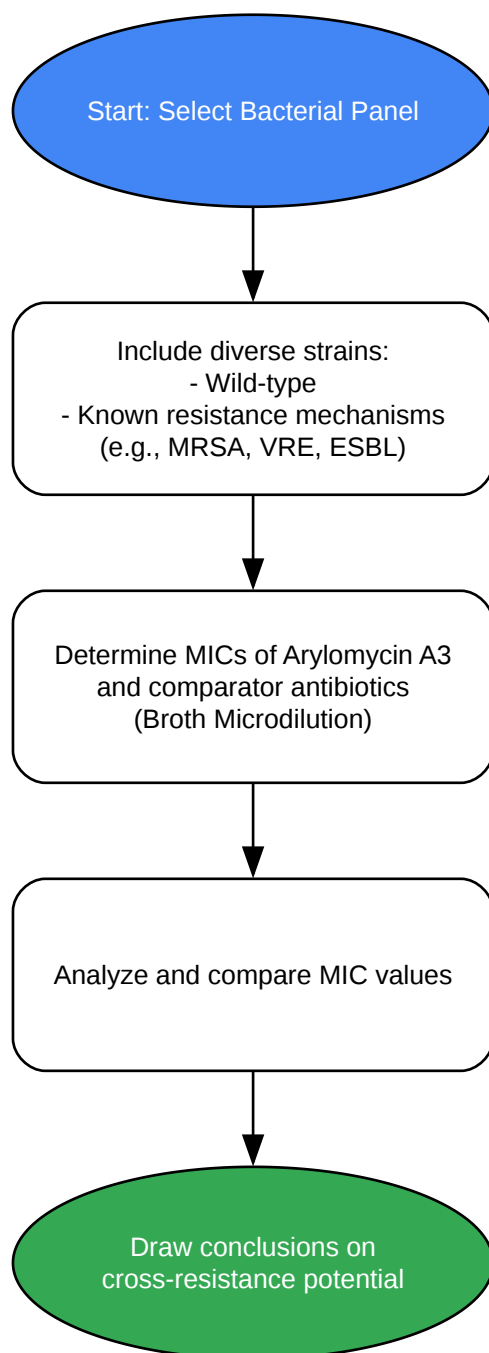 Start: Select Bacterial Panel
Include diverse strains:
- Wild-type
- Known resistance mechanisms
(e.g., MRSA, VRE, ESBL)
Determine MICs of Arylomycin A3
and comparator antibiotics
(Broth Microdilution)
Analyze and compare MIC values
Draw conclusions on
cross-resistance potential